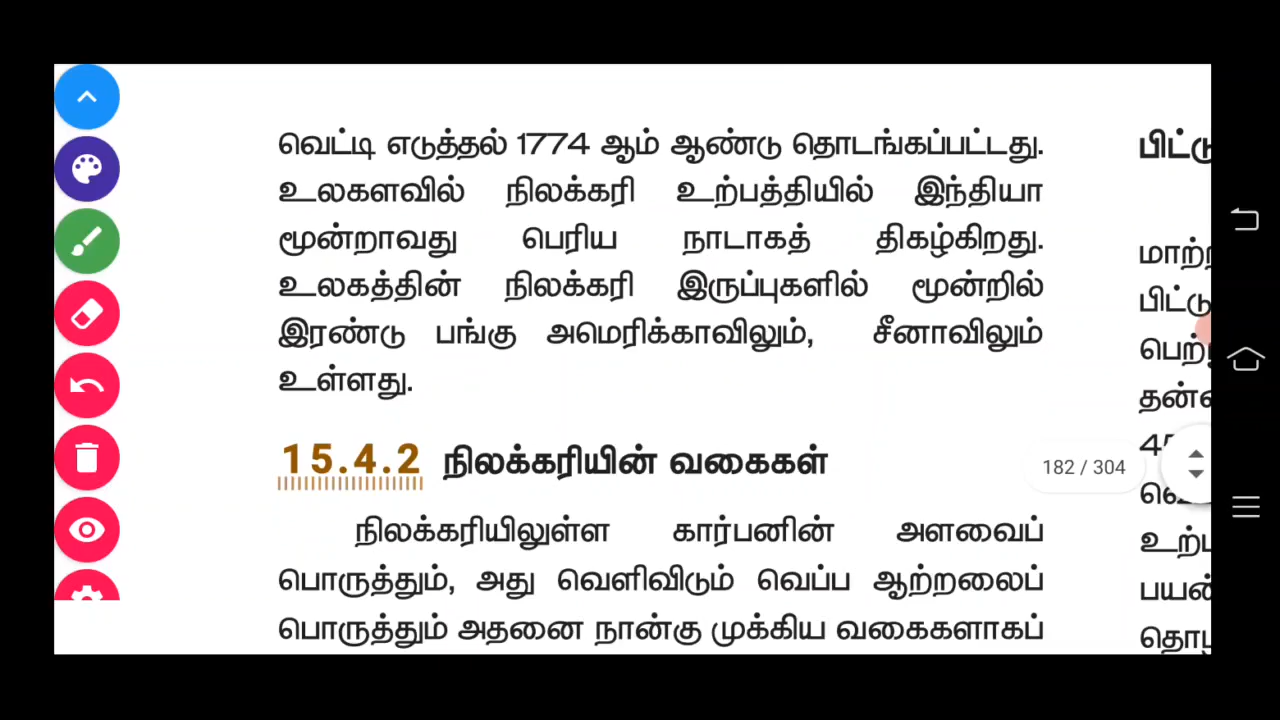 வெட்டி எடுத்தல் 1774 ஆம் ஆண்டு தொடங்கப்பட்டது.
உலகளவில் நிலக்கரி உற்பத்தியில் இந்தியா
மூன்றாவது பெரிய நாடாகத் திகழ்கிறது.
உலகத்தின் நிலக்கரி இருப்புகளில் மூன்றில்
இரண்டு பங்கு அமெரிக்காவிலும், சீனாவிலும்
உள்ளது.
15.4.2 நிலக்கரியின் வகைகள்
நிலக்கரியிலுள்ள கார்பனின் அளவைப்
பொருத்தும், அது வெளிவிடும் வெப்ப ஆற்றலைப்
பொருத்தும் அதனை நான்கு முக்கிய வகைகளாகப்
182 / 304